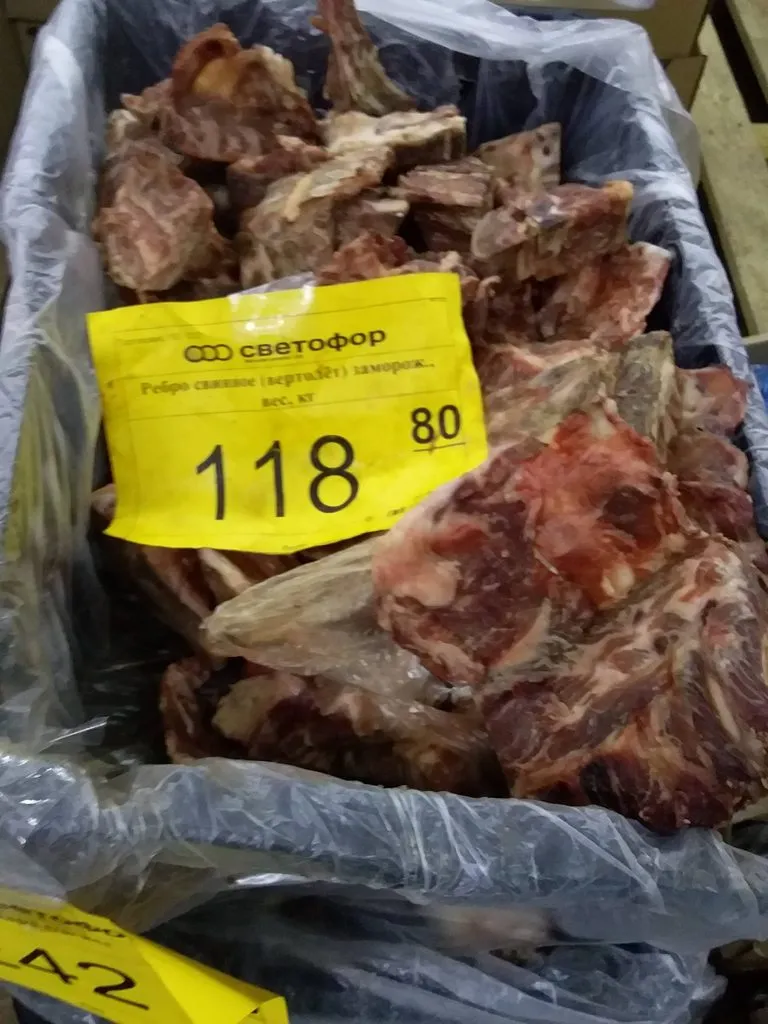 светофор
Ребро свиное (вертолёт) заморож.,
вес, кг
118 80
42